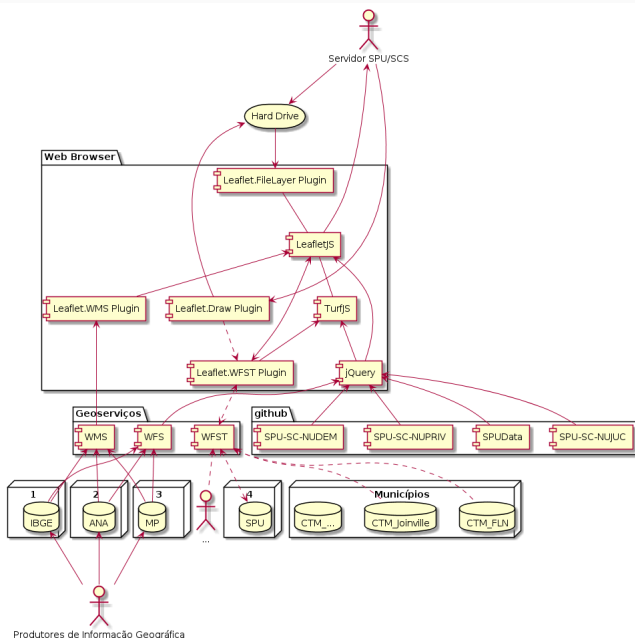 Servidor SPU/SCS
Hard Drive
Web Browser
Leaflet.FileLayer Plugin
LeafletJS
Leaflet.WMS Plugin
Leaflet.Draw Plugin
TurfJS
Leaflet.WFST Plugin
jQuery
Geoserviços
github
WMS
WFS
WFST
SPU-SC-NUDEM
SPU-SC-NUPRIV
SPUData
SPU-SC-NUJUC
1
2
3
4
Municípios
IBGE
ANA
MP
...
SPU
CTM_...
CTM_Joinville
CTM_FLN
Produtores de Informação Geográfica